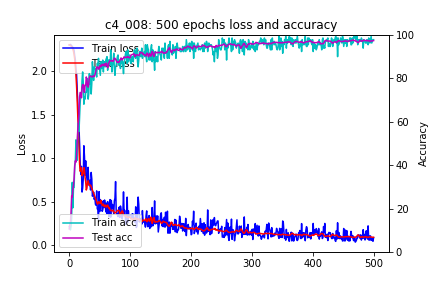 c4_008: 500 epochs loss and accuracy
Train loss
Test loss
Train acc
Test acc
Loss
Accuracy
2.0
1.5
1.0
0.5
0.0
100
80
60
40
20
0
0
100
200
300
400
500